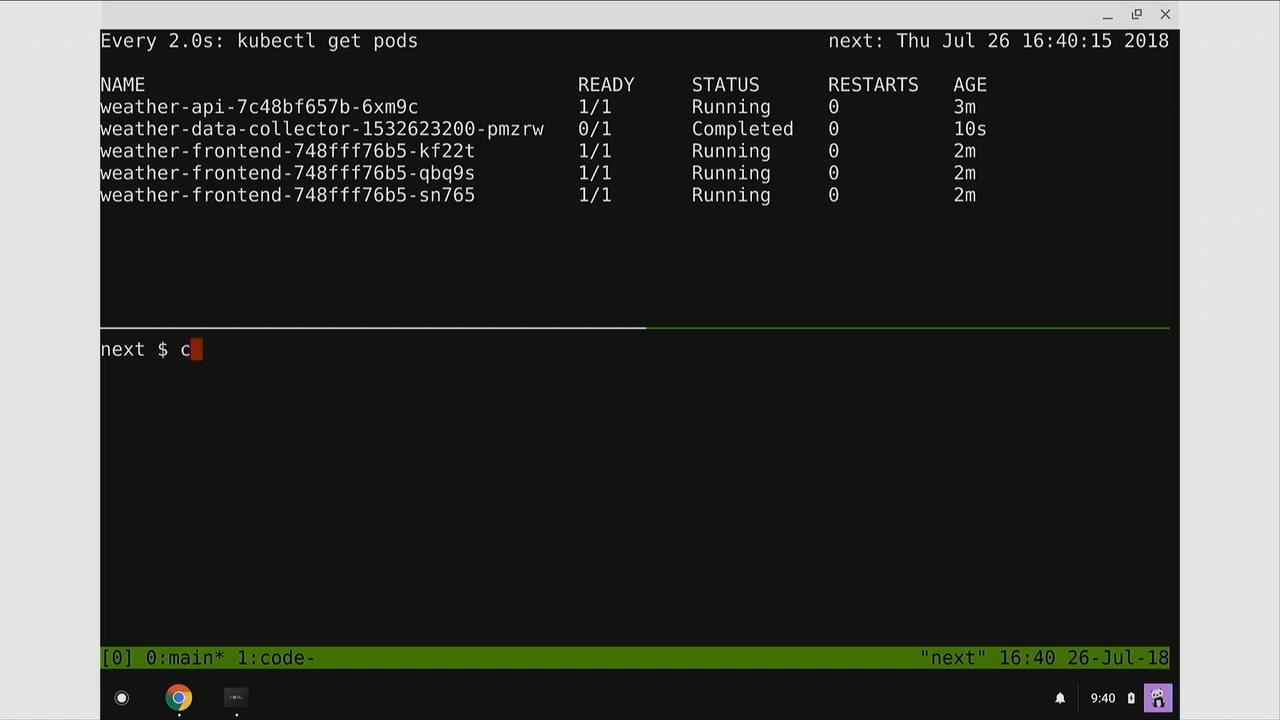 Every 2.0s: kubectl get pods next: Thu Jul 26 16:40:15 2018
NAME READY STATUS RESTARTS AGE
weather-api-7c48bf657b-6xm9c 1/1 Running 0 3m
weather-data-collector-1532623200-pmzrw 0/1 Completed 0 10s
weather-frontend-748fff76b5-kf22t 1/1 Running 0 2m
weather-frontend-748fff76b5-qbq9s 1/1 Running 0 2m
weather-frontend-748fff76b5-sn765 1/1 Running 0 2m
next $ c
[0] 0:main* 1:code- "next" 16:40 26-Jul-18
9:40